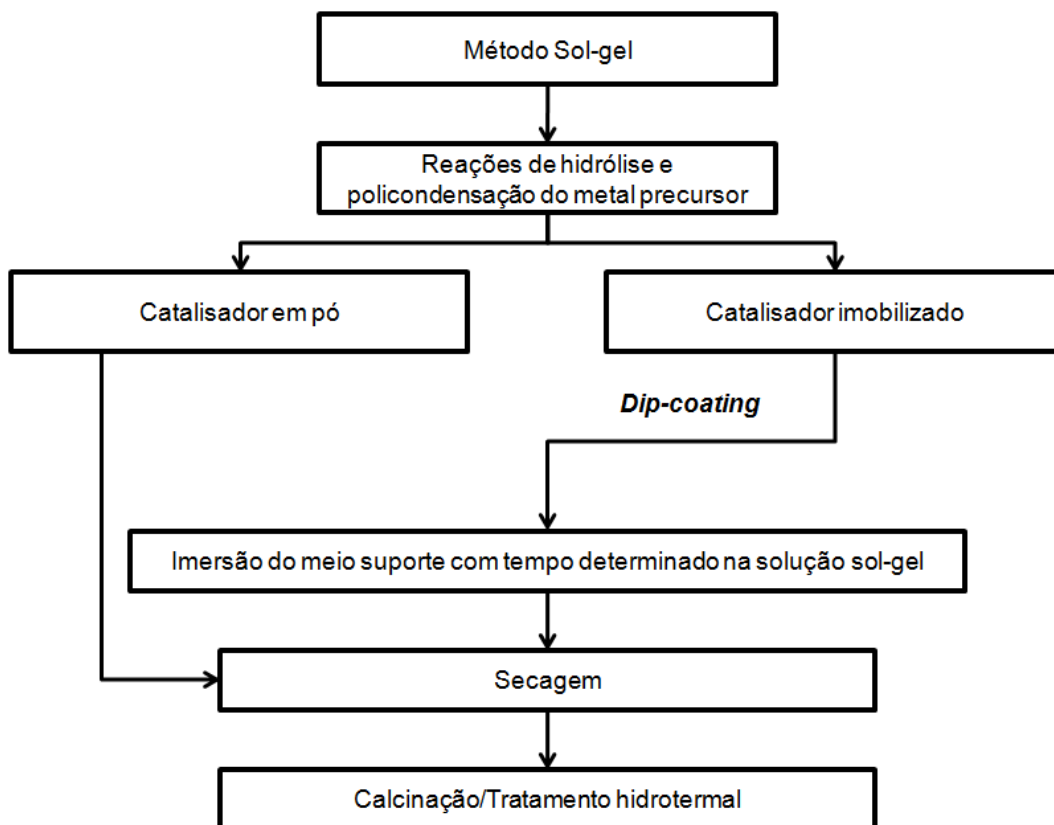 Método Sol-gel
Reações de hidrólise e
policondensação do metal precursor
Catalisador em pó
Catalisador imobilizado
Dip-coating
Imersão do meio suporte com tempo determinado na solução sol-gel
Secagem
Calcinação/Tratamento hidrotermal